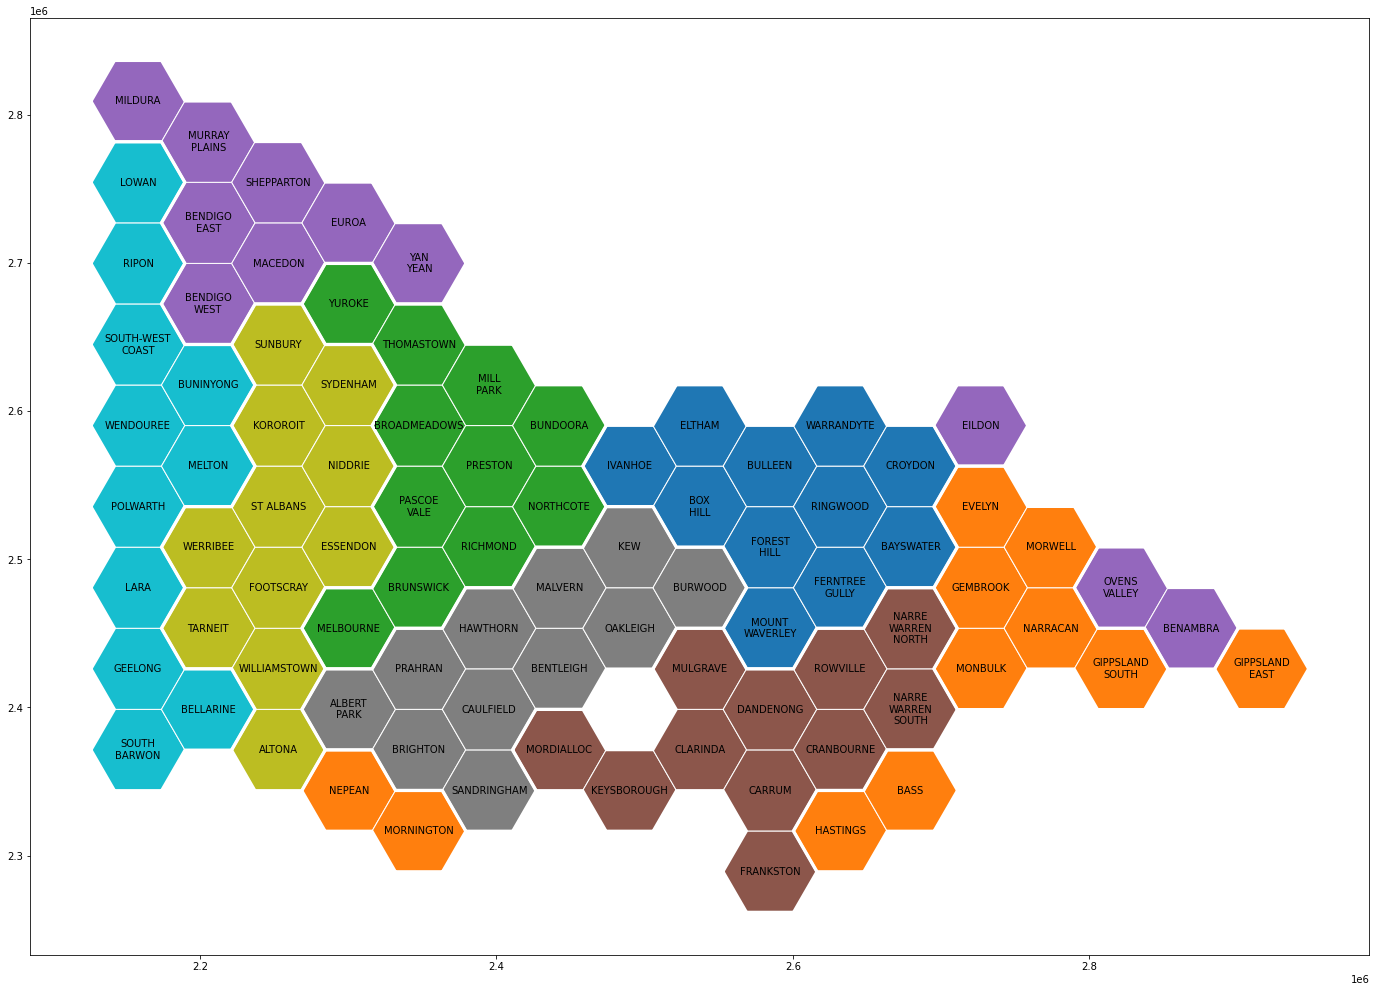 1e6
MILDURA
2.8
MURRAY
PLAINS
LOWAN
SHEPPARTON
BENDIGO
EAST
EUROA
2.7
RIPON
MACEDON
YAN
YEAN
BENDIGO
WEST
YUROKE
SOUTH-WEST
COAST
SUNBURY
THOMASTOWN
BUNINYONG
SYDENHAM
MILL
PARK
2.6
WENDOUREE
KOROROIT
BROADMEADOWS
BUNDOORA
ELTHAM
WARRANDYTE
EILDON
MELTON
NIDDRIE
PRESTON
IVANHOE
BULLEEN
CROYDON
POLWARTH
ST ALBANS
PASCOE
VALE
NORTHCOTE
BOX
HILL
RINGWOOD
EVELYN
2.5
WERRIBEE
ESSENDON
RICHMOND
KEW
FOREST
HILL
BAYSWATER
MORWELL
LARA
FOOTSCRAY
BRUNSWICK
MALVERN
BURWOOD
FERNTREE
GULLY
GEMBROOK
OVENS
VALLEY
TARNEIT
MELBOURNE
HAWTHORN
OAKLEIGH
MOUNT
WAVERLEY
NARRE
WARREN
NORTH
NARRACAN
BENAMBRA
GEELONG
WILLIAMSTOWN
PRAHRAN
BENTLEIGH
MULGRAVE
ROWVILLE
MONBULK
GIPPSLAND
SOUTH
GIPPSLAND
EAST
2.4
BELLARINE
ALBERT
PARK
CAULFIELD
DANDENONG
NARRE
WARREN
SOUTH
SOUTH
BARWON
ALTONA
BRIGHTON
MORDIALLOC
CLARINDA
CRANBOURNE
NEPEAN
SANDRINGHAM
KEYSBOROUGH
CARRUM
BASS
2.3
MORNINGTON
HASTINGS
FRANKSTON
2.2
2.4
2.6
2.8
1e6